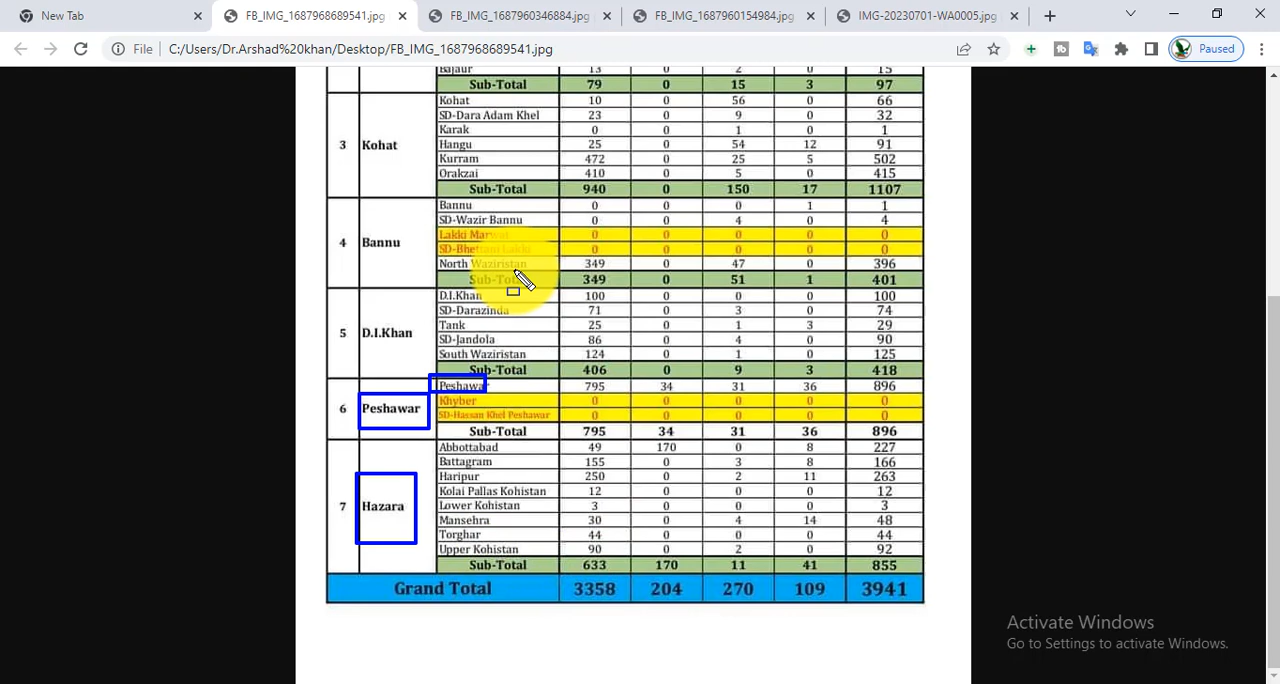 New Tab
FB_IMG_1687968689541.jpg
FB_IMG_1687960346884.jpg
FB_IMG_1687960154984.jpg
IMG-20230701-WA0005.jpg
File C:/Users/Dr.Arshad%20khan/Desktop/FB_IMG_1687968689541.jpg
Paused
Bajaur 13 0 2 0 15
Sub-Total 79 0 15 3 97
3 Kohat
Kohat 10 0 56 0 66
SD-Dara Adam Khel 23 0 9 0 32
Karak 0 0 1 0 1
Hangu 25 0 54 12 91
Kurram 472 0 25 5 502
Orakzai 410 0 5 0 415
Sub-Total 940 0 150 17 1107
4 Bannu
Bannu 0 0 0 1 1
SD-Wazir Bannu 0 0 4 0 4
Lakki Marwat 0 0 0 0 0
SD-Bhettani Lakki 0 0 0 0 0
North Waziristan 349 0 47 0 396
Sub-Total 349 0 51 1 401
5 D.I.Khan
D.I.Khan 100 0 0 0 100
SD-Darazinda 71 0 3 0 74
Tank 25 0 1 3 29
SD-Jandola 86 0 4 0 90
South Waziristan 124 0 1 0 125
Sub-Total 406 0 9 3 418
6 Peshawar
Peshawar 795 34 31 36 896
Khyber 0 0 0 0 0
SD-Hassan Khel Peshawar 0 0 0 0 0
Sub-Total 795 34 31 36 896
7 Hazara
Abbottabad 49 170 0 8 227
Battagram 155 0 3 8 166
Haripur 250 0 2 11 263
Kolai Pallas Kohistan 12 0 0 0 12
Lower Kohistan 3 0 0 0 3
Mansehra 30 0 4 14 48
Torghar 44 0 0 0 44
Upper Kohistan 90 0 2 0 92
Sub-Total 633 170 11 41 855
Grand Total 3358 204 270 109 3941
Activate Windows
Go to Settings to activate Windows.